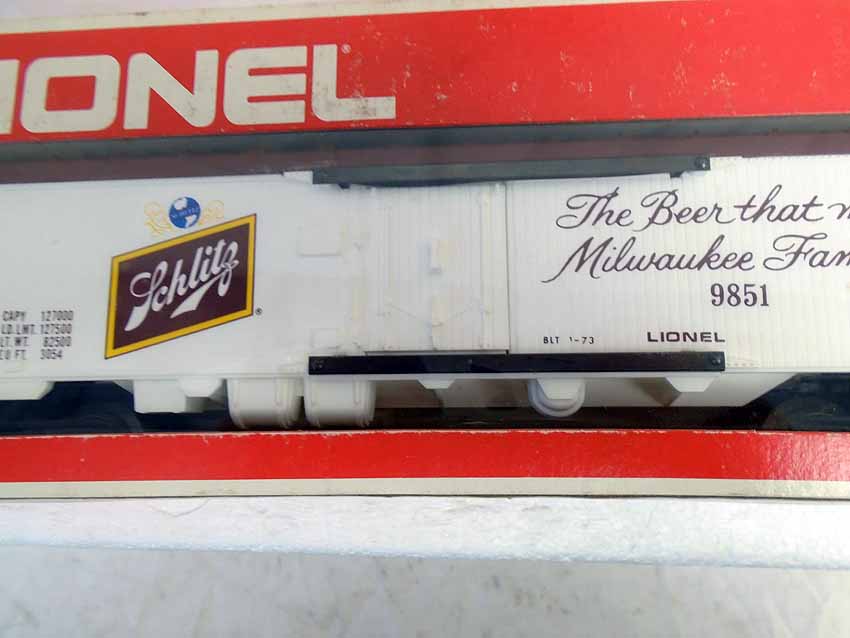 IONEL
SCHLITZ
Schlitz
CAPY 127000
LD.LMT. 127500
LT. WT. 82500
CU FT. 3054
The Beer that m
Milwaukee Fam
9851
BLT 1-73 LIONEL